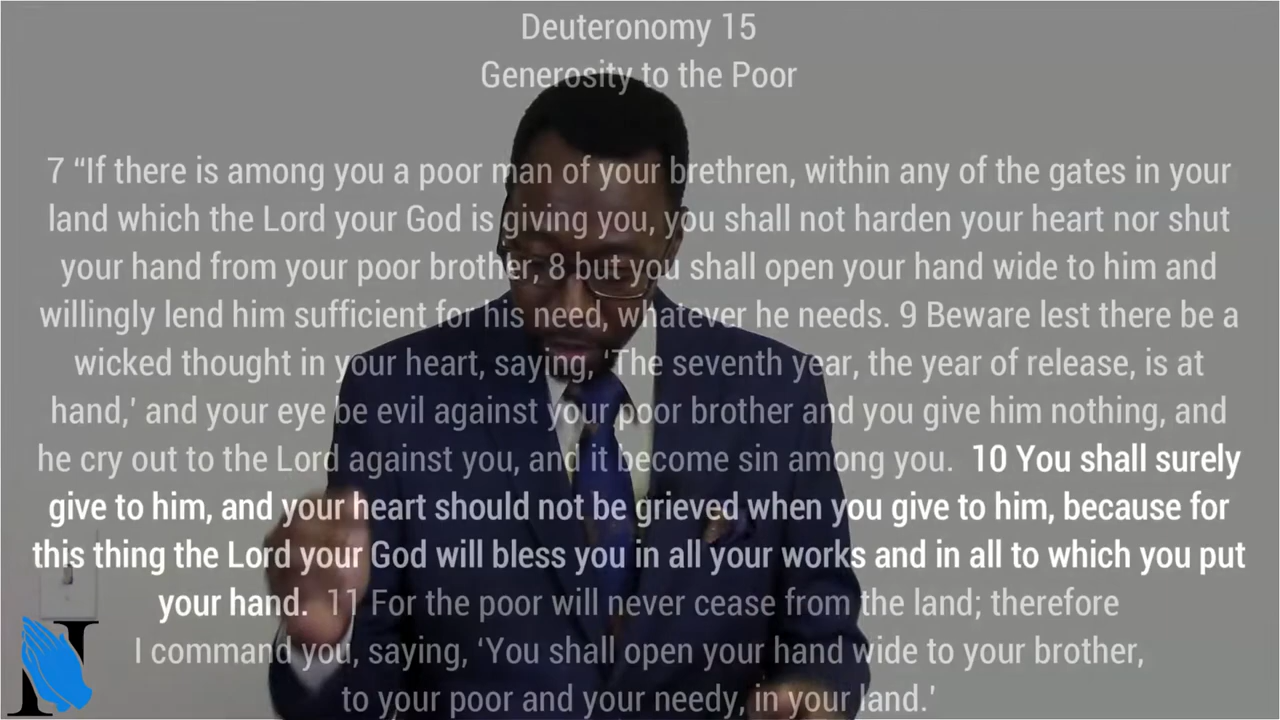 Deuteronomy 15
Generosity to the Poor
7 “If there is among you a poor man of your brethren, within any of the gates in your
land which the Lord your God is giving you, you shall not harden your heart nor shut
your hand from your poor brother, 8 but you shall open your hand wide to him and
willingly lend him sufficient for his need, whatever he needs. 9 Beware lest there be a
wicked thought in your heart, saying, ‘The seventh year, the year of release, is at
hand,’ and your eye be evil against your poor brother and you give him nothing, and
he cry out to the Lord against you, and it become sin among you. 10 You shall surely
give to him, and your heart should not be grieved when you give to him, because for
this thing the Lord your God will bless you in all your works and in all to which you put
your hand. 11 For the poor will never cease from the land; therefore
I command you, saying, ‘You shall open your hand wide to your brother,
to your poor and your needy, in your land.’
N